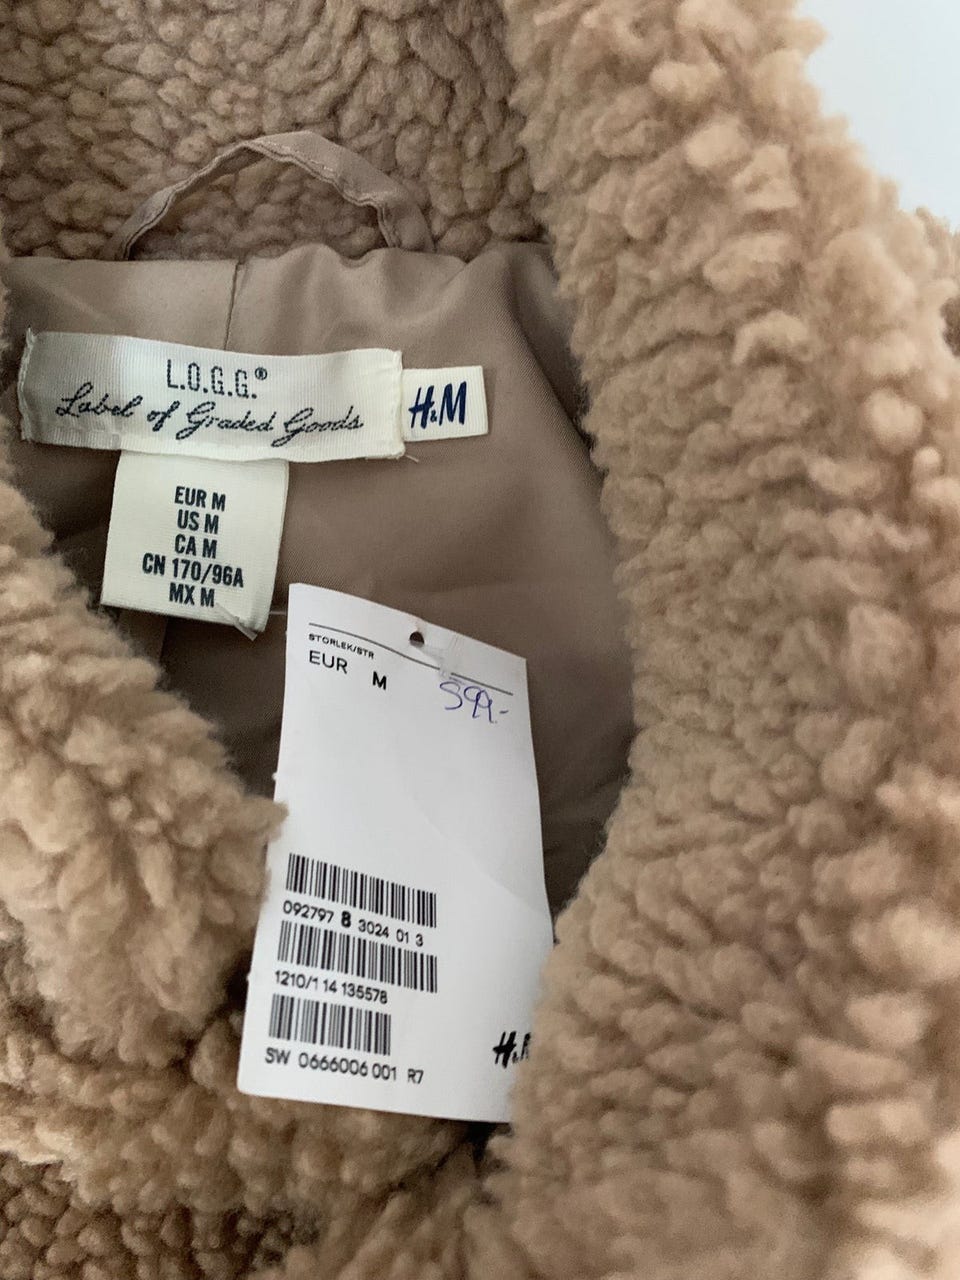 L.O.G.G.®
Label of Graded Goods
H&M
EUR M
US M
CA M
CN 170/96A
MX M
STORLEK/STR
EUR M
599.-
092797 8 3024 01 3
1210/1 14 135578
SW 0666006 001 R7
H&M